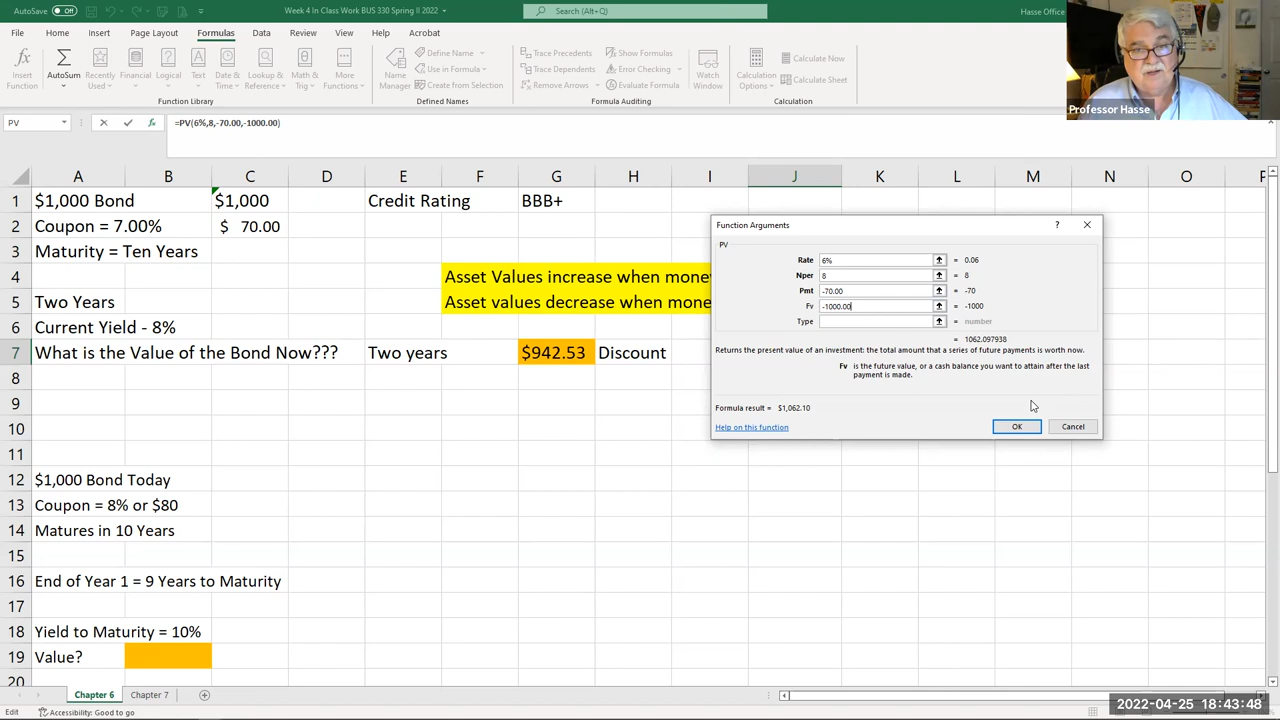 AutoSave Off
Week 4 In Class Work BUS 330 Spring II 2022
Search (Alt+Q)
Hasse Office
File Home Insert Page Layout Formulas Data Review View Help Acrobat
Insert Function
AutoSum
Recently Used
Financial
Logical
Text
Date & Time
Lookup & Reference
Math & Trig
More Functions
Function Library
Name Manager
Define Name
Use in Formula
Create from Selection
Defined Names
Trace Precedents
Trace Dependents
Remove Arrows
Show Formulas
Error Checking
Evaluate Formula
Formula Auditing
Watch Window
Calculation Options
Calculate Now
Calculate Sheet
Calculation
Professor Hasse
PV
fx
=PV(6%,8,-70.00,-1000.00)
A B C D E F G H I J K L M N O P
1 $1,000 Bond $1,000 Credit Rating BBB+
2 Coupon = 7.00% $ 70.00
3 Maturity = Ten Years
4 Asset Values increase when money
5 Two Years Asset values decrease when money
6 Current Yield - 8%
7 What is the Value of the Bond Now??? Two years $942.53 Discount
8
9
10
11
12 $1,000 Bond Today
13 Coupon = 8% or $80
14 Matures in 10 Years
15
16 End of Year 1 = 9 Years to Maturity
17
18 Yield to Maturity = 10%
19 Value?
20
Function Arguments ?
PV
Rate 6% = 0.06
Nper 8 = 8
Pmt -70.00 = -70
Fv -1000.00 = -1000
Type = number
= 1062.097938
Returns the present value of an investment: the total amount that a series of future payments is worth now.
Fv is the future value, or a cash balance you want to attain after the last
payment is made.
Formula result = $1,062.10
Help on this function OK Cancel
Chapter 6 Chapter 7
Edit Accessibility: Good to go
2022-04-25 18:43:48